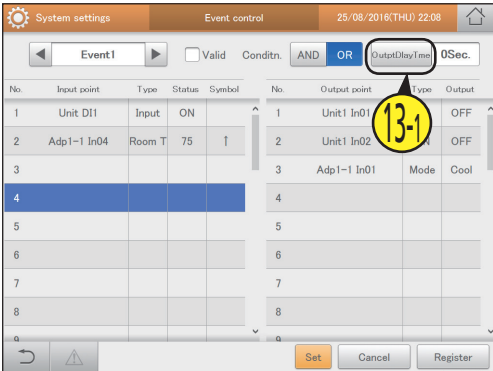 System settings Event control 25/08/2016(THU) 22:08
Event1 Valid Conditn. AND OR OutptDlayTme 0Sec.
No. Input point Type Status Symbol No. Output point Type Output
1 Unit DI1 Input ON 1 Unit1 In01 OFF
2 Adp1-1 In04 Room T 75 ↑ 2 Unit1 In02 OFF
3 3 Adp1-1 In01 Mode Cool
4 4
5 5
6 6
7 7
8 8
9 9
13-1
Set Cancel Register